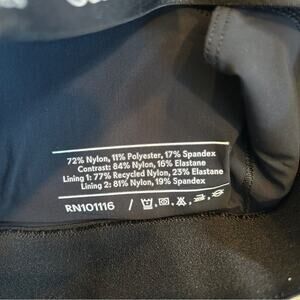 72% Nylon, 11% Polyester, 17% Spandex
Contrast: 84% Nylon, 16% Elastane
Lining 1: 77% Recycled Nylon, 23% Elastane
Lining 2: 81% Nylon, 19% Spandex
RN101116 /